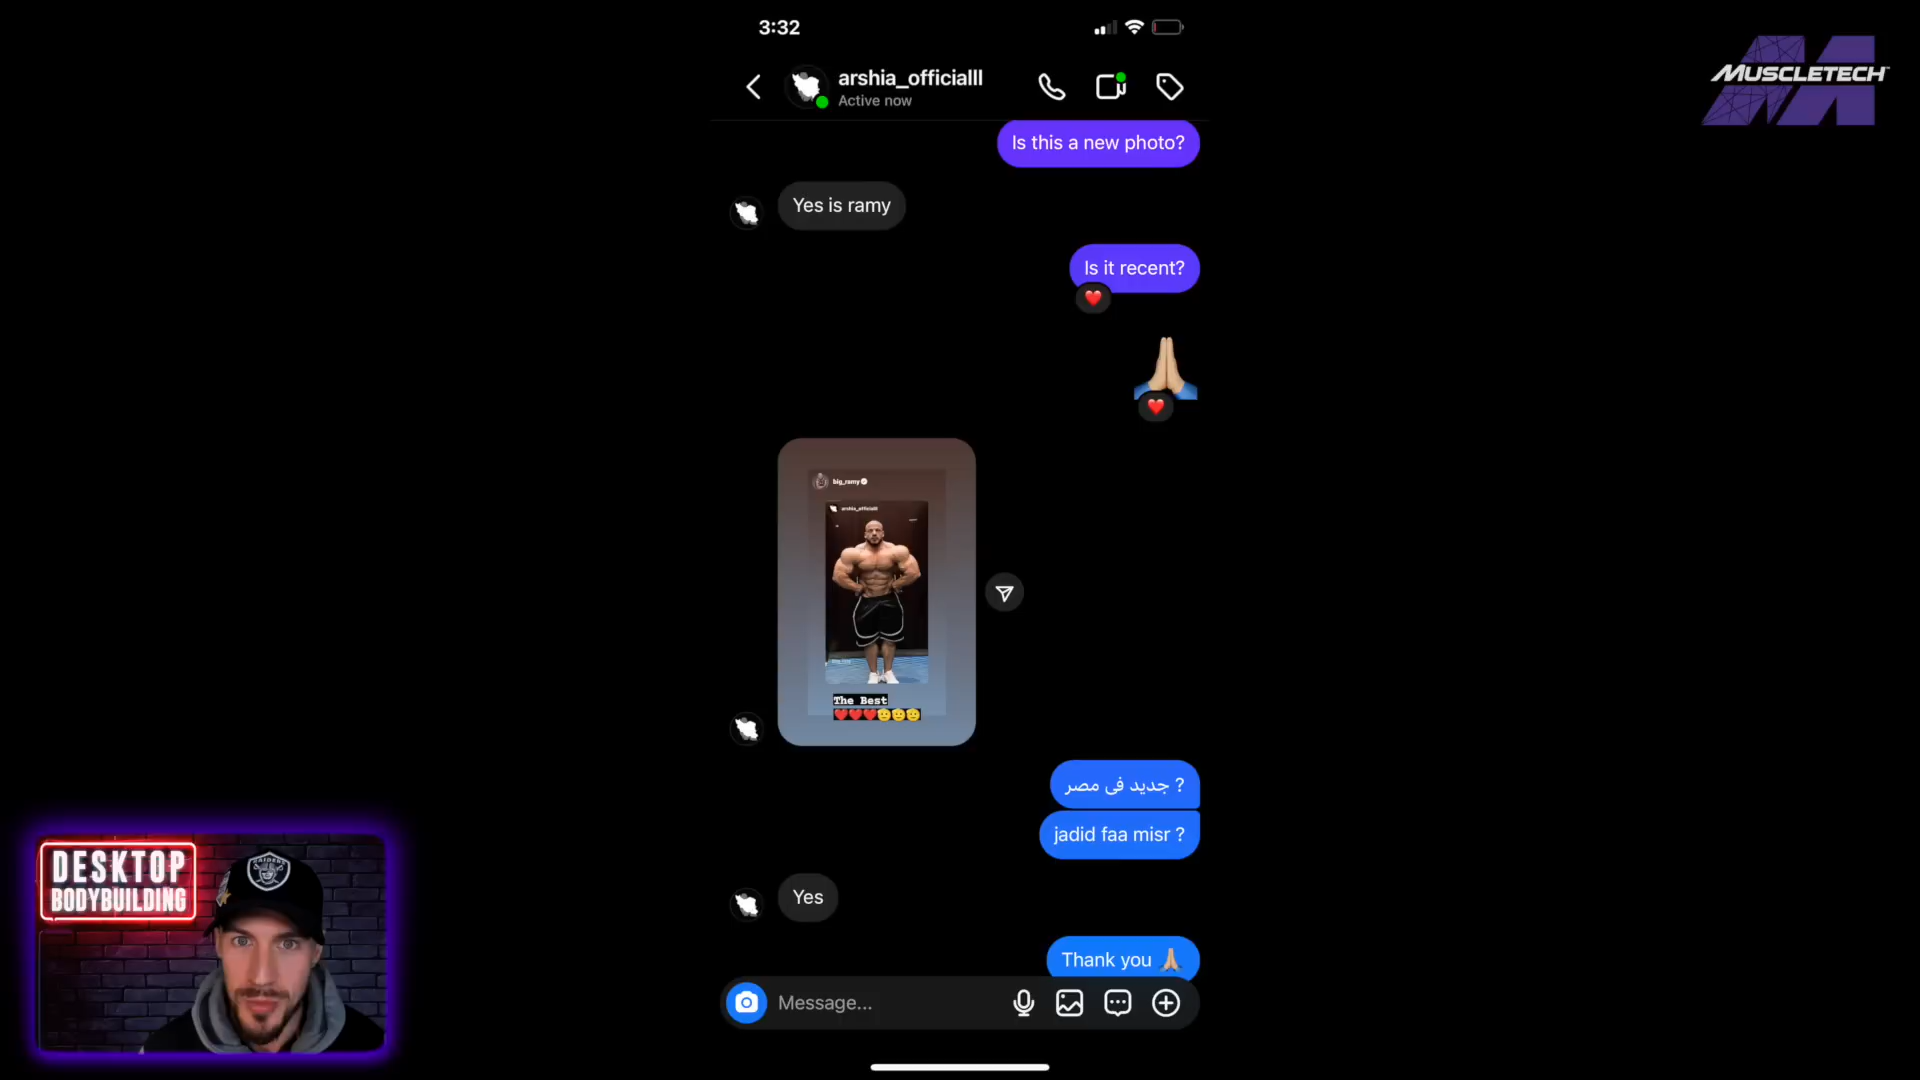 3:32
arshia_officialll
Active now
MUSCLETECH
Is this a new photo?
Yes is ramy
Is it recent?
big_ramy
arshia_officialll
The Best
جديد فى مصر ?
jadid faa misr ?
Yes
Thank you
Message...
DESKTOP
BODYBUILDING
RAIDERS